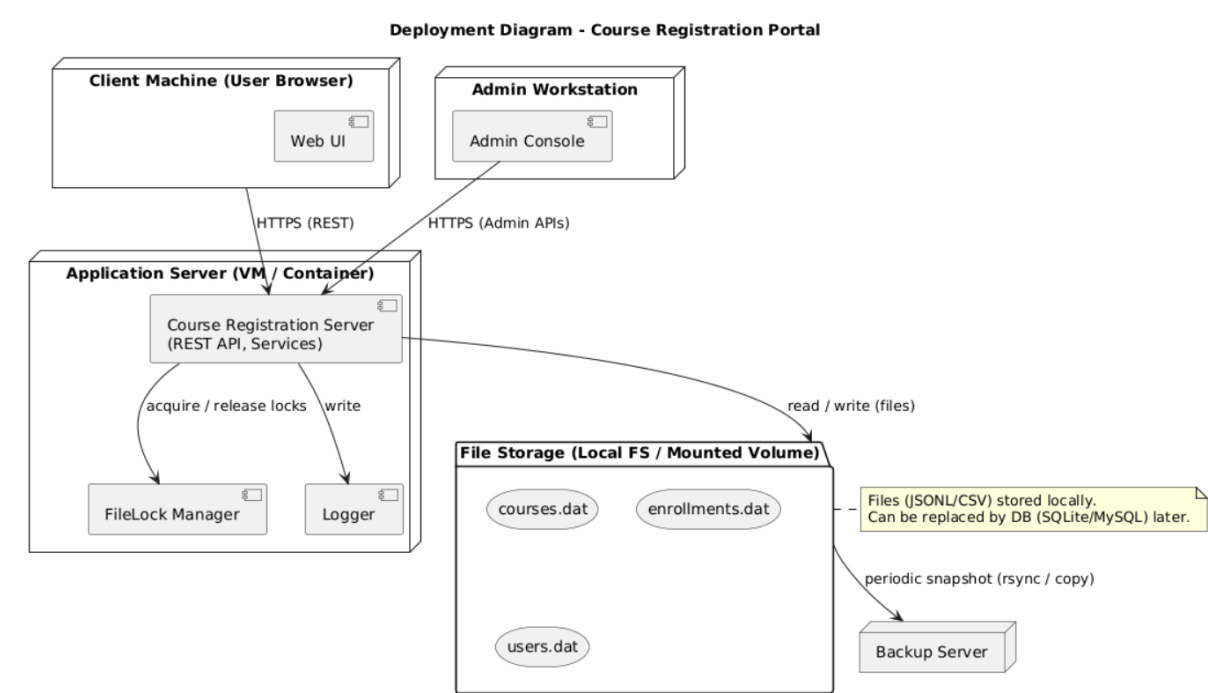 Deployment Diagram - Course Registration Portal
Client Machine (User Browser)
Web UI
Admin Workstation
Admin Console
HTTPS (REST)
HTTPS (Admin APIs)
Application Server (VM / Container)
Course Registration Server
(REST API, Services)
acquire / release locks
write
read / write (files)
FileLock Manager
Logger
File Storage (Local FS / Mounted Volume)
courses.dat
enrollments.dat
users.dat
Files (JSONL/CSV) stored locally.
Can be replaced by DB (SQLite/MySQL) later.
periodic snapshot (rsync / copy)
Backup Server